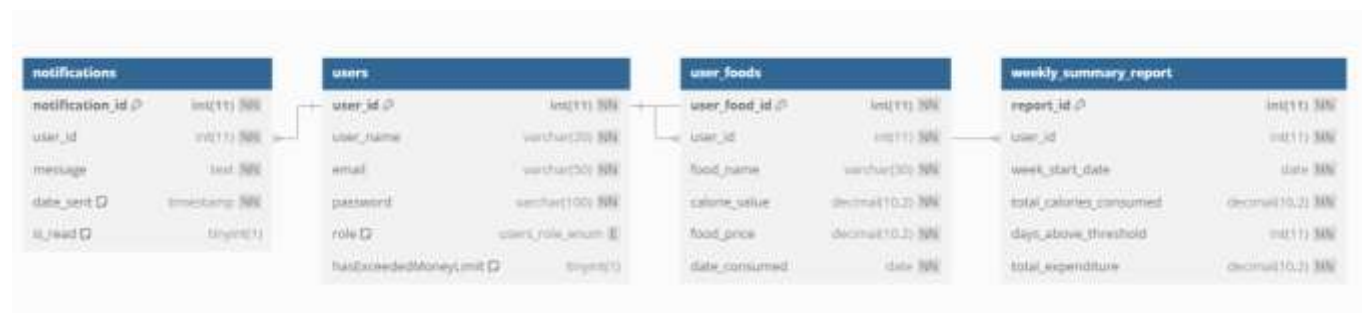 notifications
notification_id int(11) NN
user_id int(11) NN
message text NN
date_sent timestamp NN
is_read tinyint(1)
users
user_id int(11) NN
user_name varchar(20) NN
email varchar(50) NN
password varchar(100) NN
role users_role_enum E
hasExceededMoneyLimit tinyint(1)
user_foods
user_food_id int(11) NN
user_id int(11) NN
food_name varchar(30) NN
calorie_value decimal(10,2) NN
food_price decimal(10,2) NN
date_consumed date NN
weekly_summary_report
report_id int(11) NN
user_id int(11) NN
week_start_date date NN
total_calories_consumed decimal(10,2) NN
days_above_threshold int(11) NN
total_expenditure decimal(10,2) NN